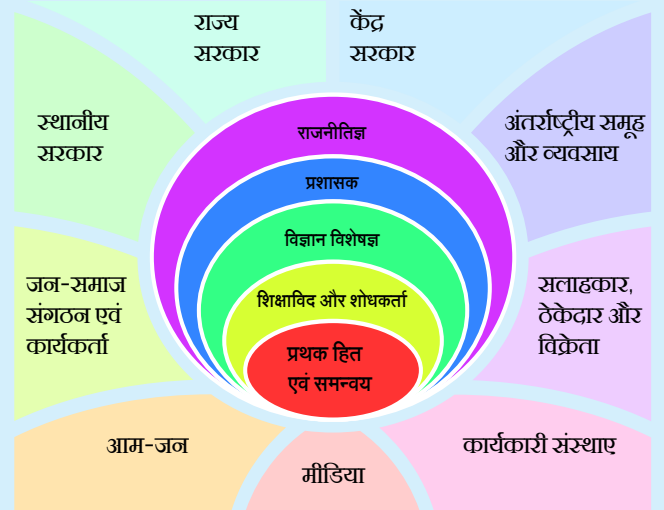 राज्य
सरकार
केंद्र
सरकार
स्थानीय
सरकार
अंतर्राष्ट्रीय समूह
और व्यवसाय
राजनीतिज्ञ
प्रशासक
विज्ञान विशेषज्ञ
शिक्षाविद और शोधकर्ता
प्रथक हित
एवं समन्वय
जन-समाज
संगठन एवं
कार्यकर्ता
सलाहकार,
ठेकेदार और
विक्रेता
आम-जन
मीडिया
कार्यकारी संस्थाए